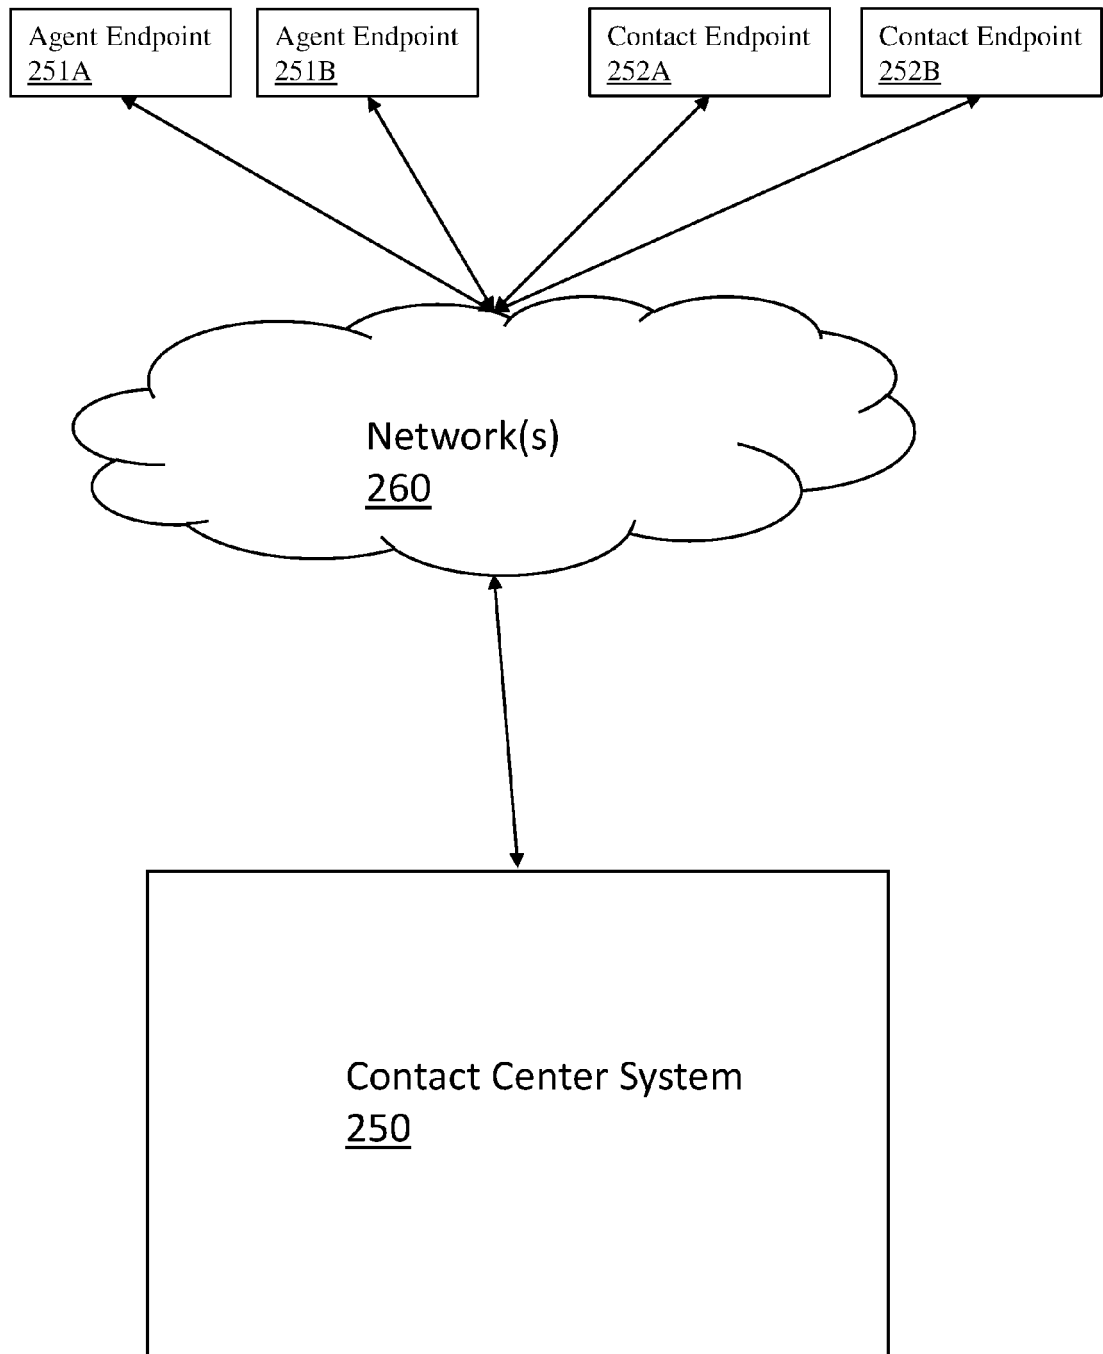 Agent Endpoint
251A
Agent Endpoint
251B
Contact Endpoint
252A
Contact Endpoint
252B
Network(s)
260
Contact Center System
250